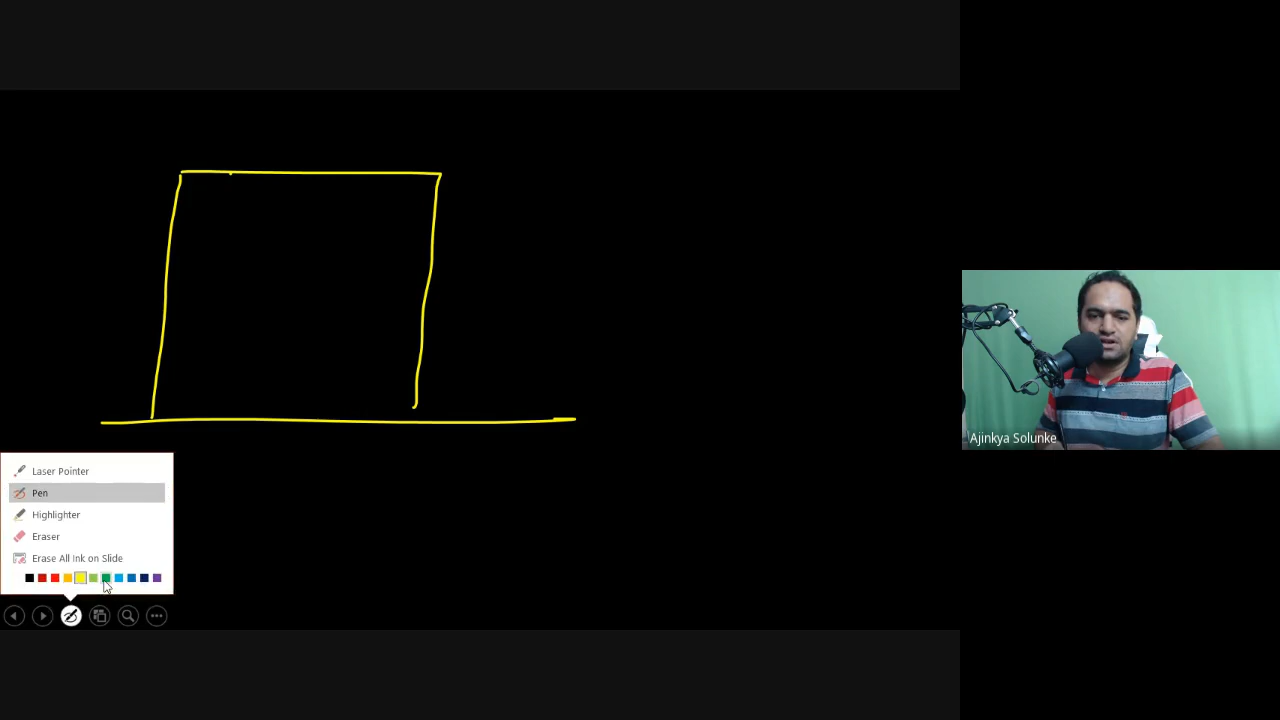 Ajinkya Solunke
Laser Pointer
Pen
Highlighter
Eraser
Erase All Ink on Slide